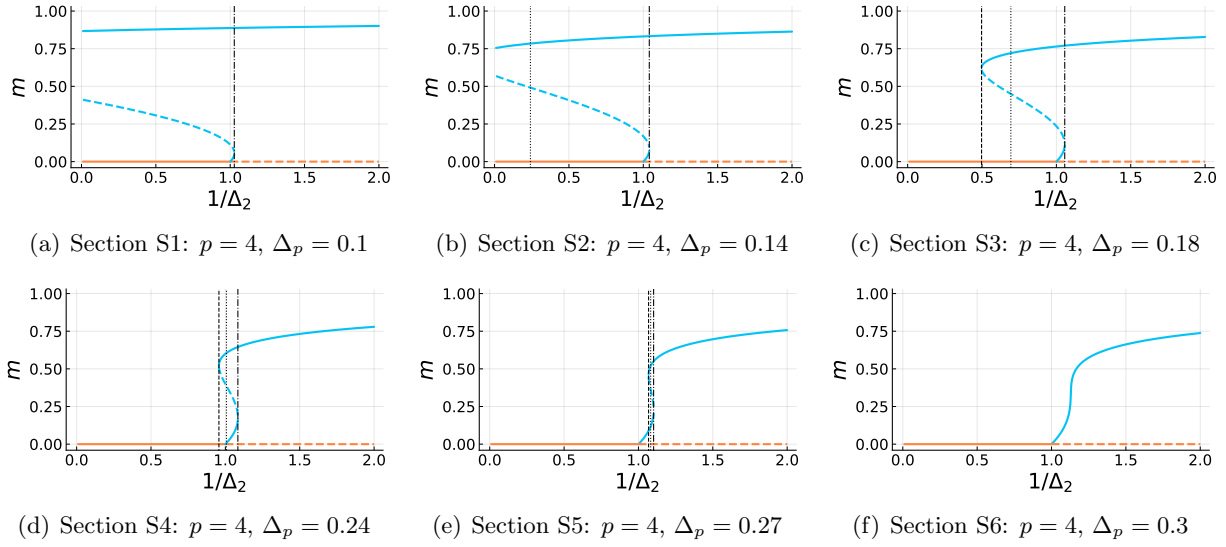 1.00
0.75
0.50
0.25
0.00
m
0.0 0.5 1.0 1.5 2.0
1/Δ₂
(a) Section S1: p = 4, Δₚ = 0.1
1.00
0.75
0.50
0.25
0.00
m
0.0 0.5 1.0 1.5 2.0
1/Δ₂
(b) Section S2: p = 4, Δₚ = 0.14
1.00
0.75
0.50
0.25
0.00
m
0.0 0.5 1.0 1.5 2.0
1/Δ₂
(c) Section S3: p = 4, Δₚ = 0.18
1.00
0.75
0.50
0.25
0.00
m
0.0 0.5 1.0 1.5 2.0
1/Δ₂
(d) Section S4: p = 4, Δₚ = 0.24
1.00
0.75
0.50
0.25
0.00
m
0.0 0.5 1.0 1.5 2.0
1/Δ₂
(e) Section S5: p = 4, Δₚ = 0.27
1.00
0.75
0.50
0.25
0.00
m
0.0 0.5 1.0 1.5 2.0
1/Δ₂
(f) Section S6: p = 4, Δₚ = 0.3